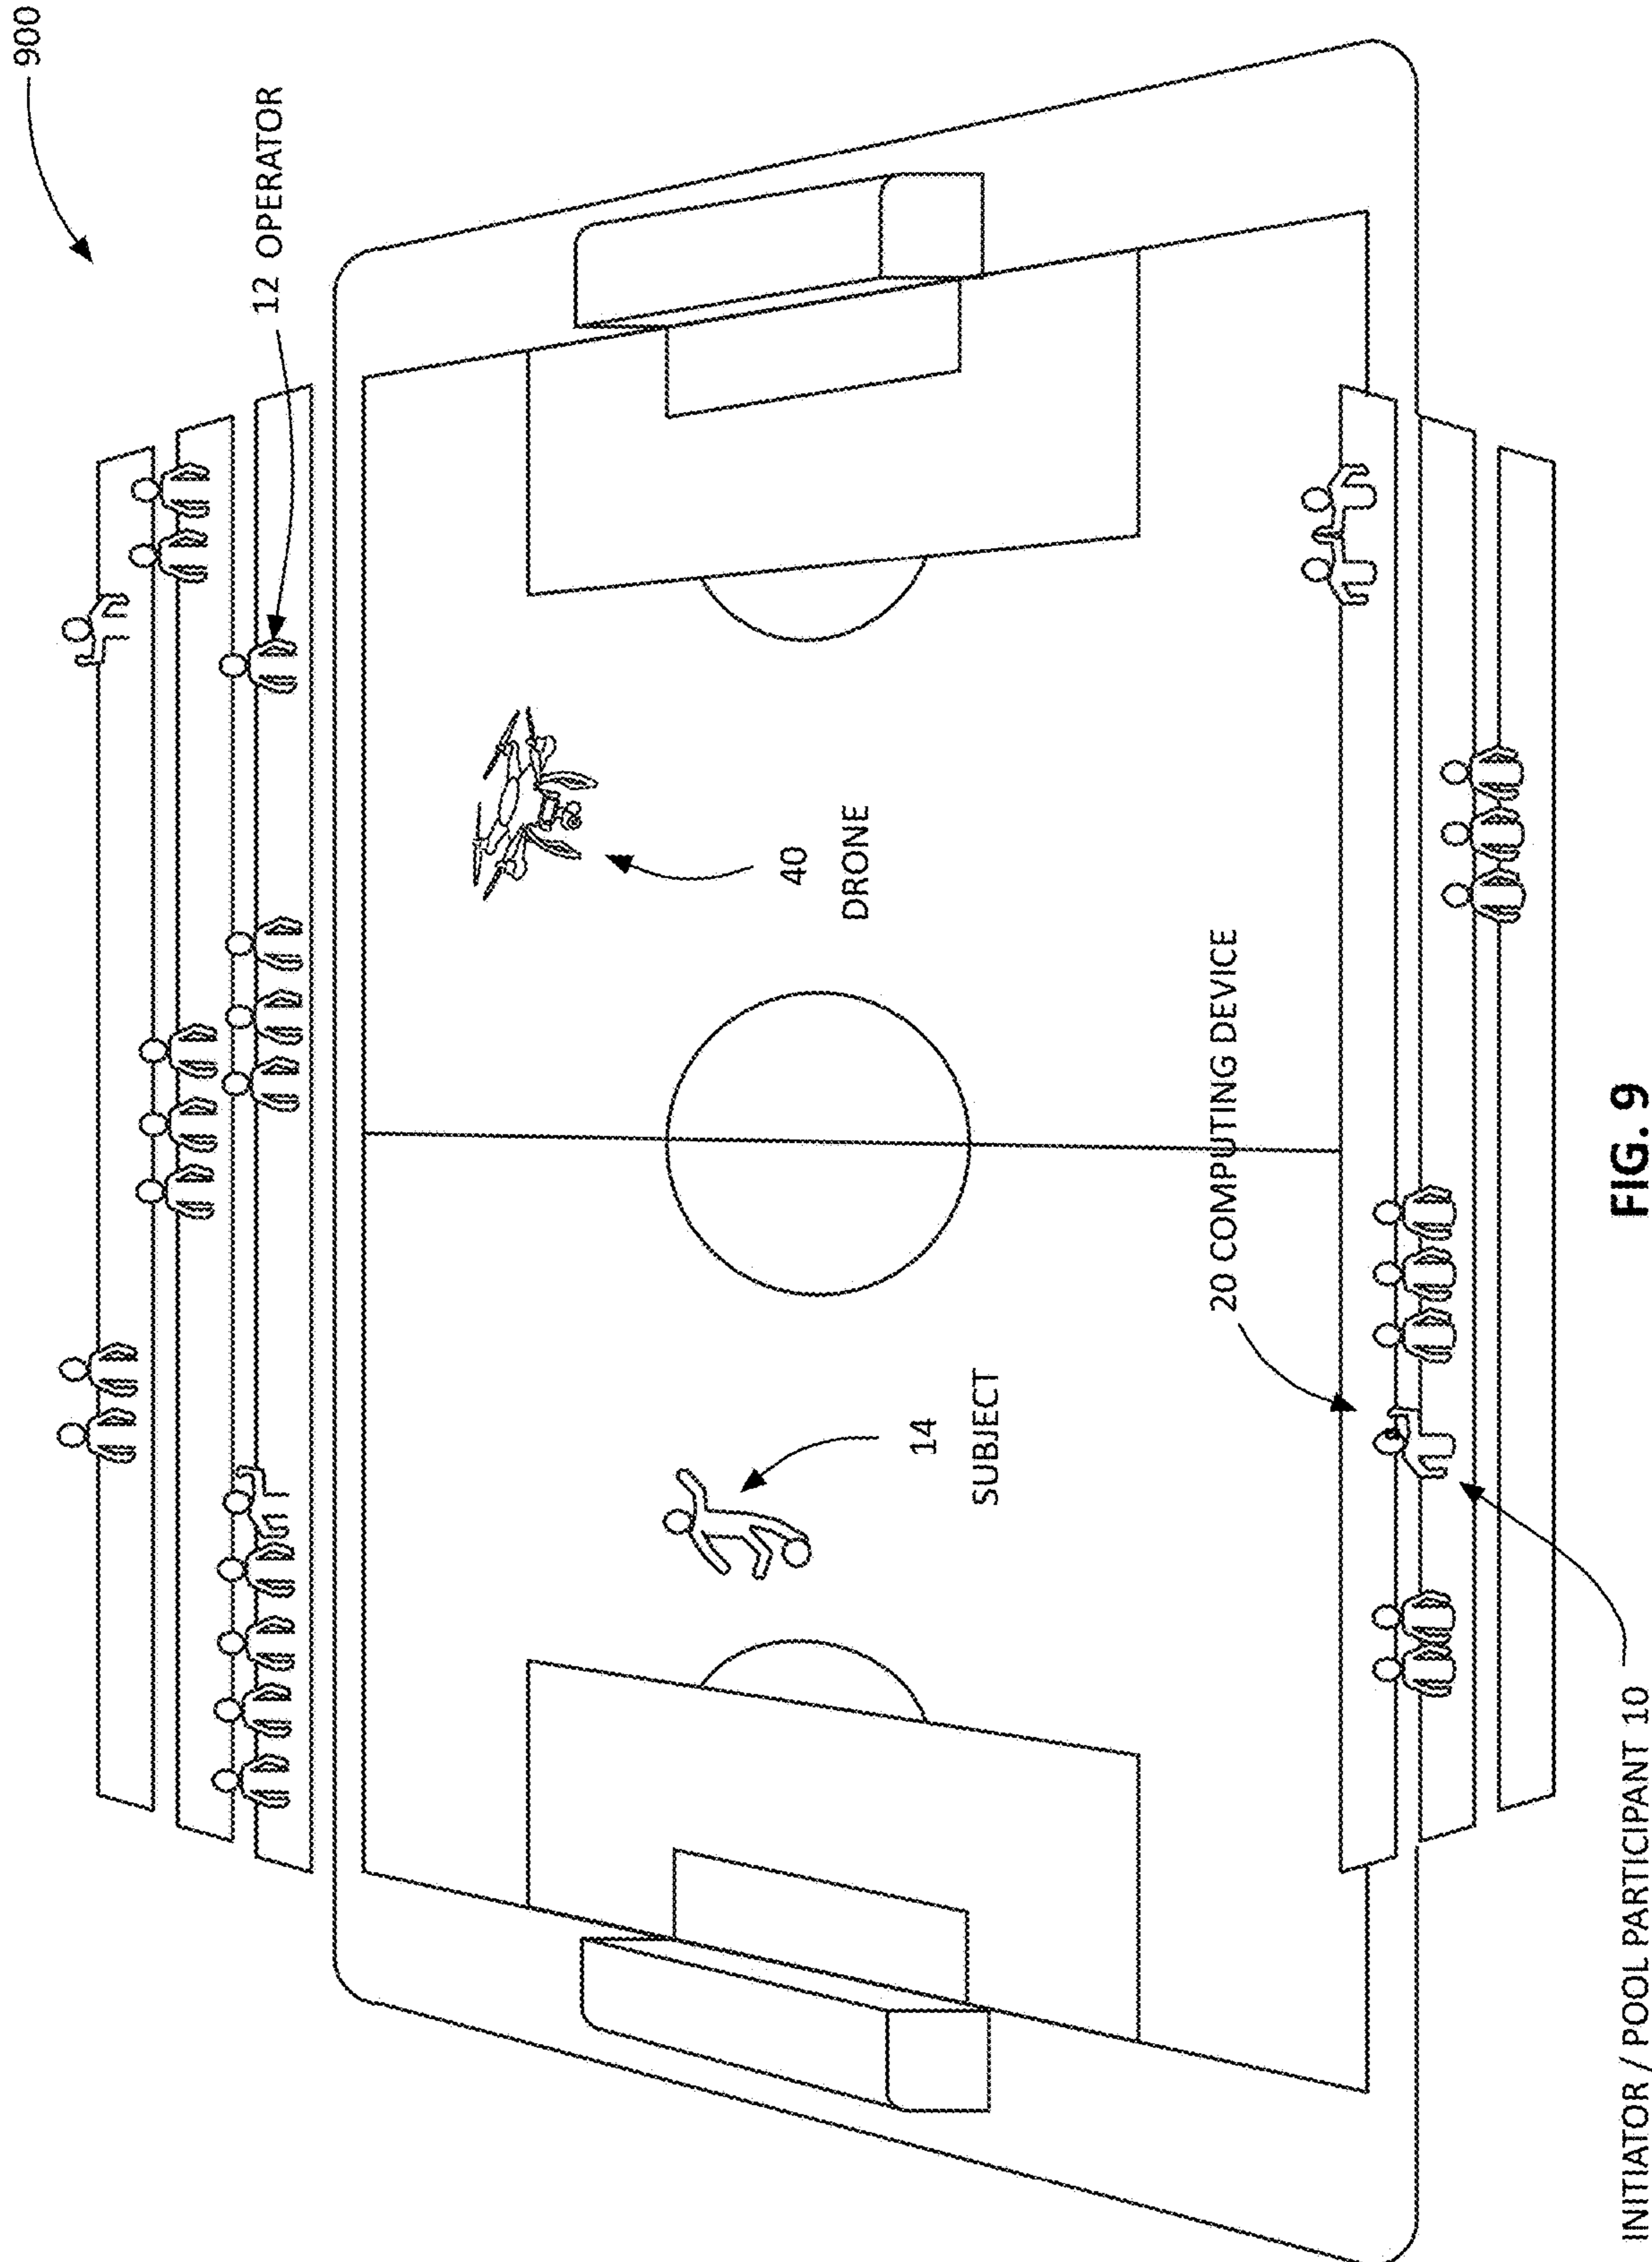 900
12 OPERATOR
40
DRONE
14
SUBJECT
20 COMPUTING DEVICE
INITIATOR / POOL PARTICIPANT 10
FIG. 9